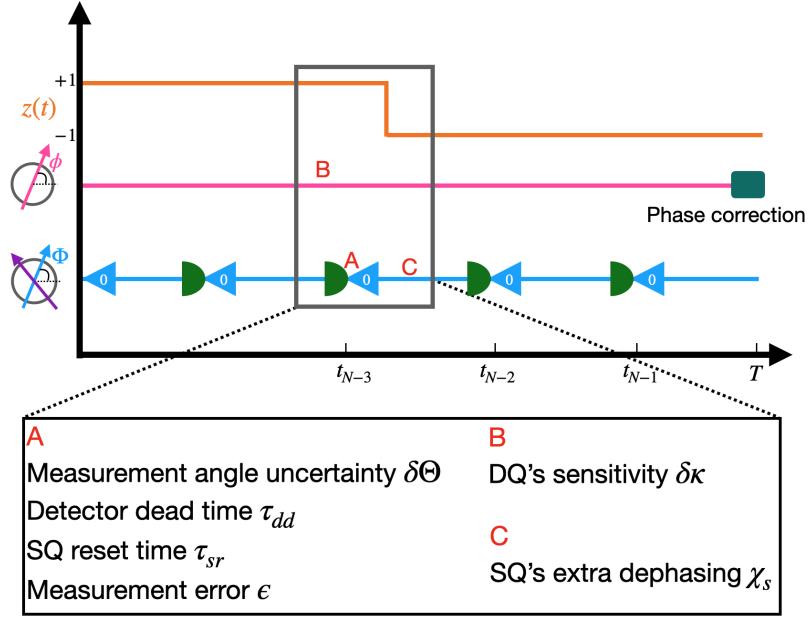 +1
z(t)
−1
ϕ
B
Phase correction
Φ
A
C
0
0
0
0
0
t_{N−3}
t_{N−2}
t_{N−1}
T
A
Measurement angle uncertainty δΘ
Detector dead time τ_{dd}
SQ reset time τ_{sr}
Measurement error ϵ
B
DQ's sensitivity δκ
C
SQ's extra dephasing χ_s